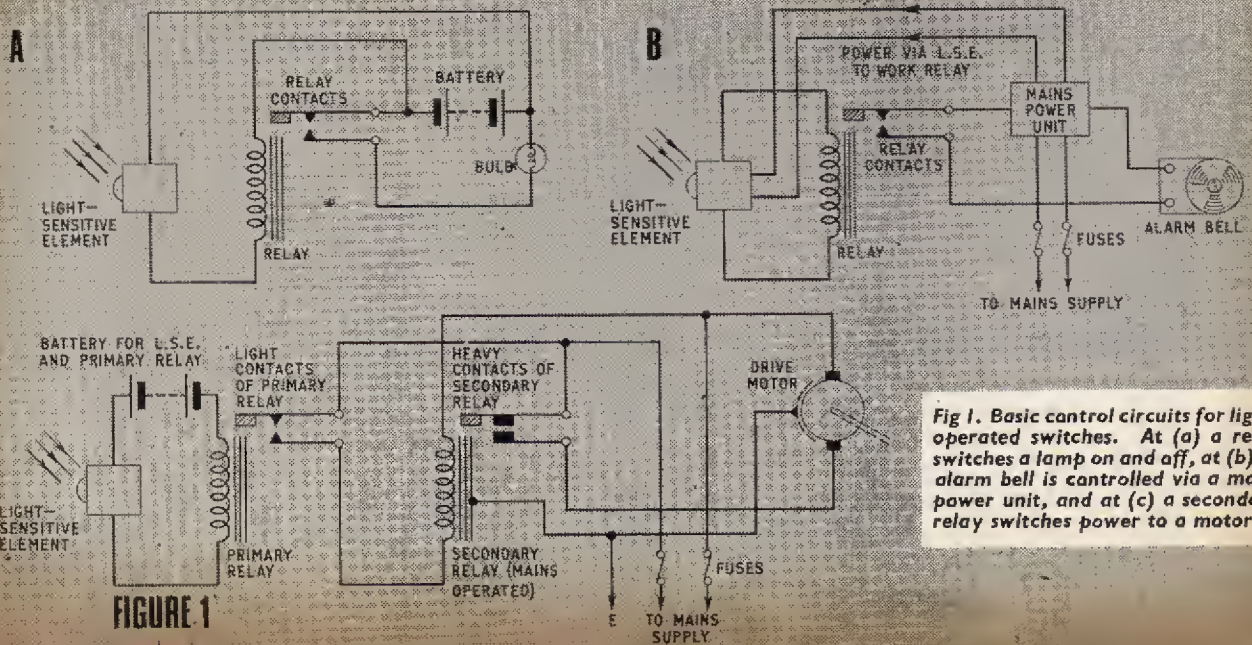 A
RELAY
CONTACTS
BATTERY
BULB
LIGHT—
SENSITIVE
ELEMENT
RELAY
B
POWER VIA L.S.E.
TO WORK RELAY
MAINS
POWER
UNIT
RELAY
CONTACTS
LIGHT—
SENSITIVE
ELEMENT
RELAY
FUSES
ALARM BELL
TO MAINS SUPPLY
BATTERY FOR L.S.E.
AND PRIMARY RELAY
LIGHT
CONTACTS
OF PRIMARY
RELAY
HEAVY
CONTACTS OF
SECONDARY
RELAY
DRIVE
MOTOR
LIGHT—
SENSITIVE
ELEMENT
PRIMARY
RELAY
SECONDARY
RELAY (MAINS
OPERATED)
FUSES
E
TO MAINS
SUPPLY
FIGURE 1
Fig 1. Basic control circuits for lig
operated switches. At (a) a re
switches a lamp on and off, at (b)
alarm bell is controlled via a ma
power unit, and at (c) a seconda
relay switches power to a motor